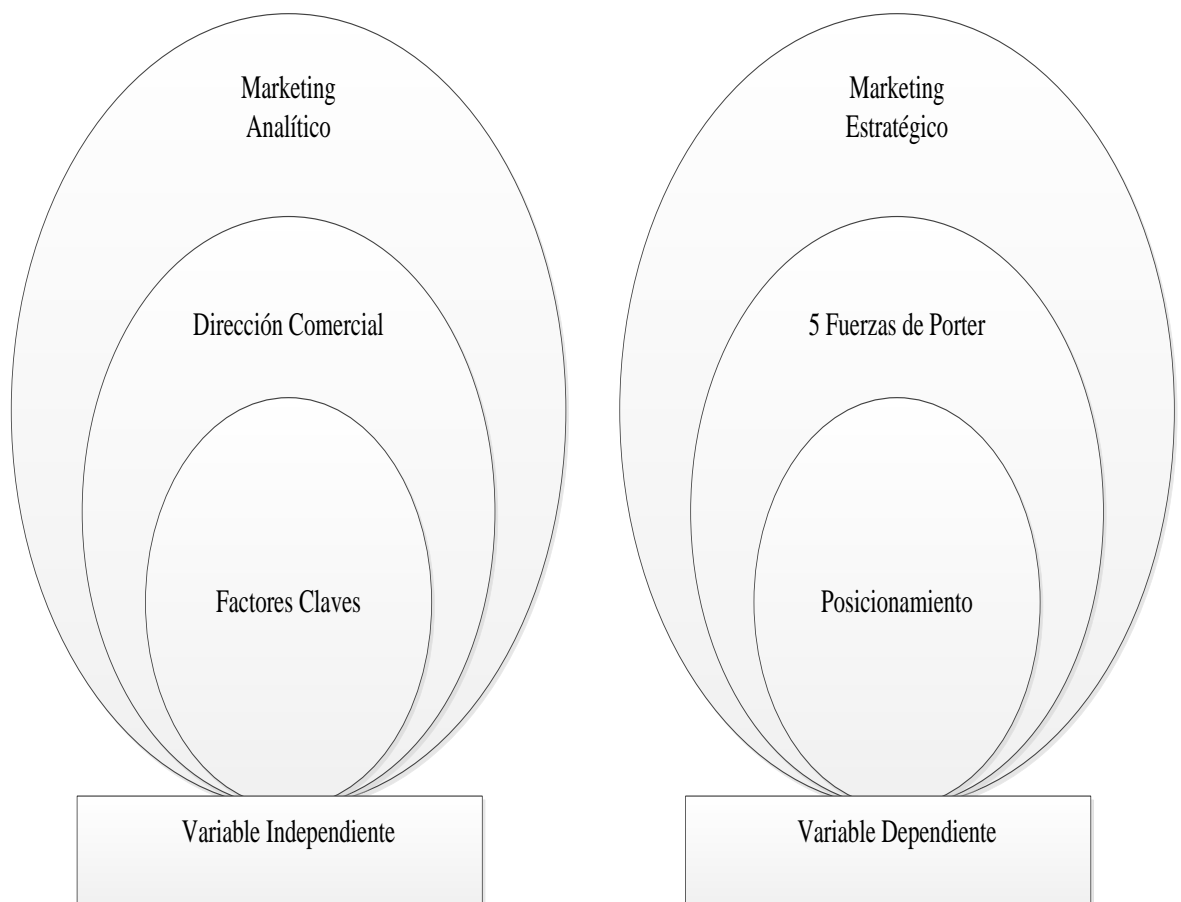 Marketing
Analítico
Dirección Comercial
Factores Claves
Variable Independiente
Marketing
Estratégico
5 Fuerzas de Porter
Posicionamiento
Variable Dependiente